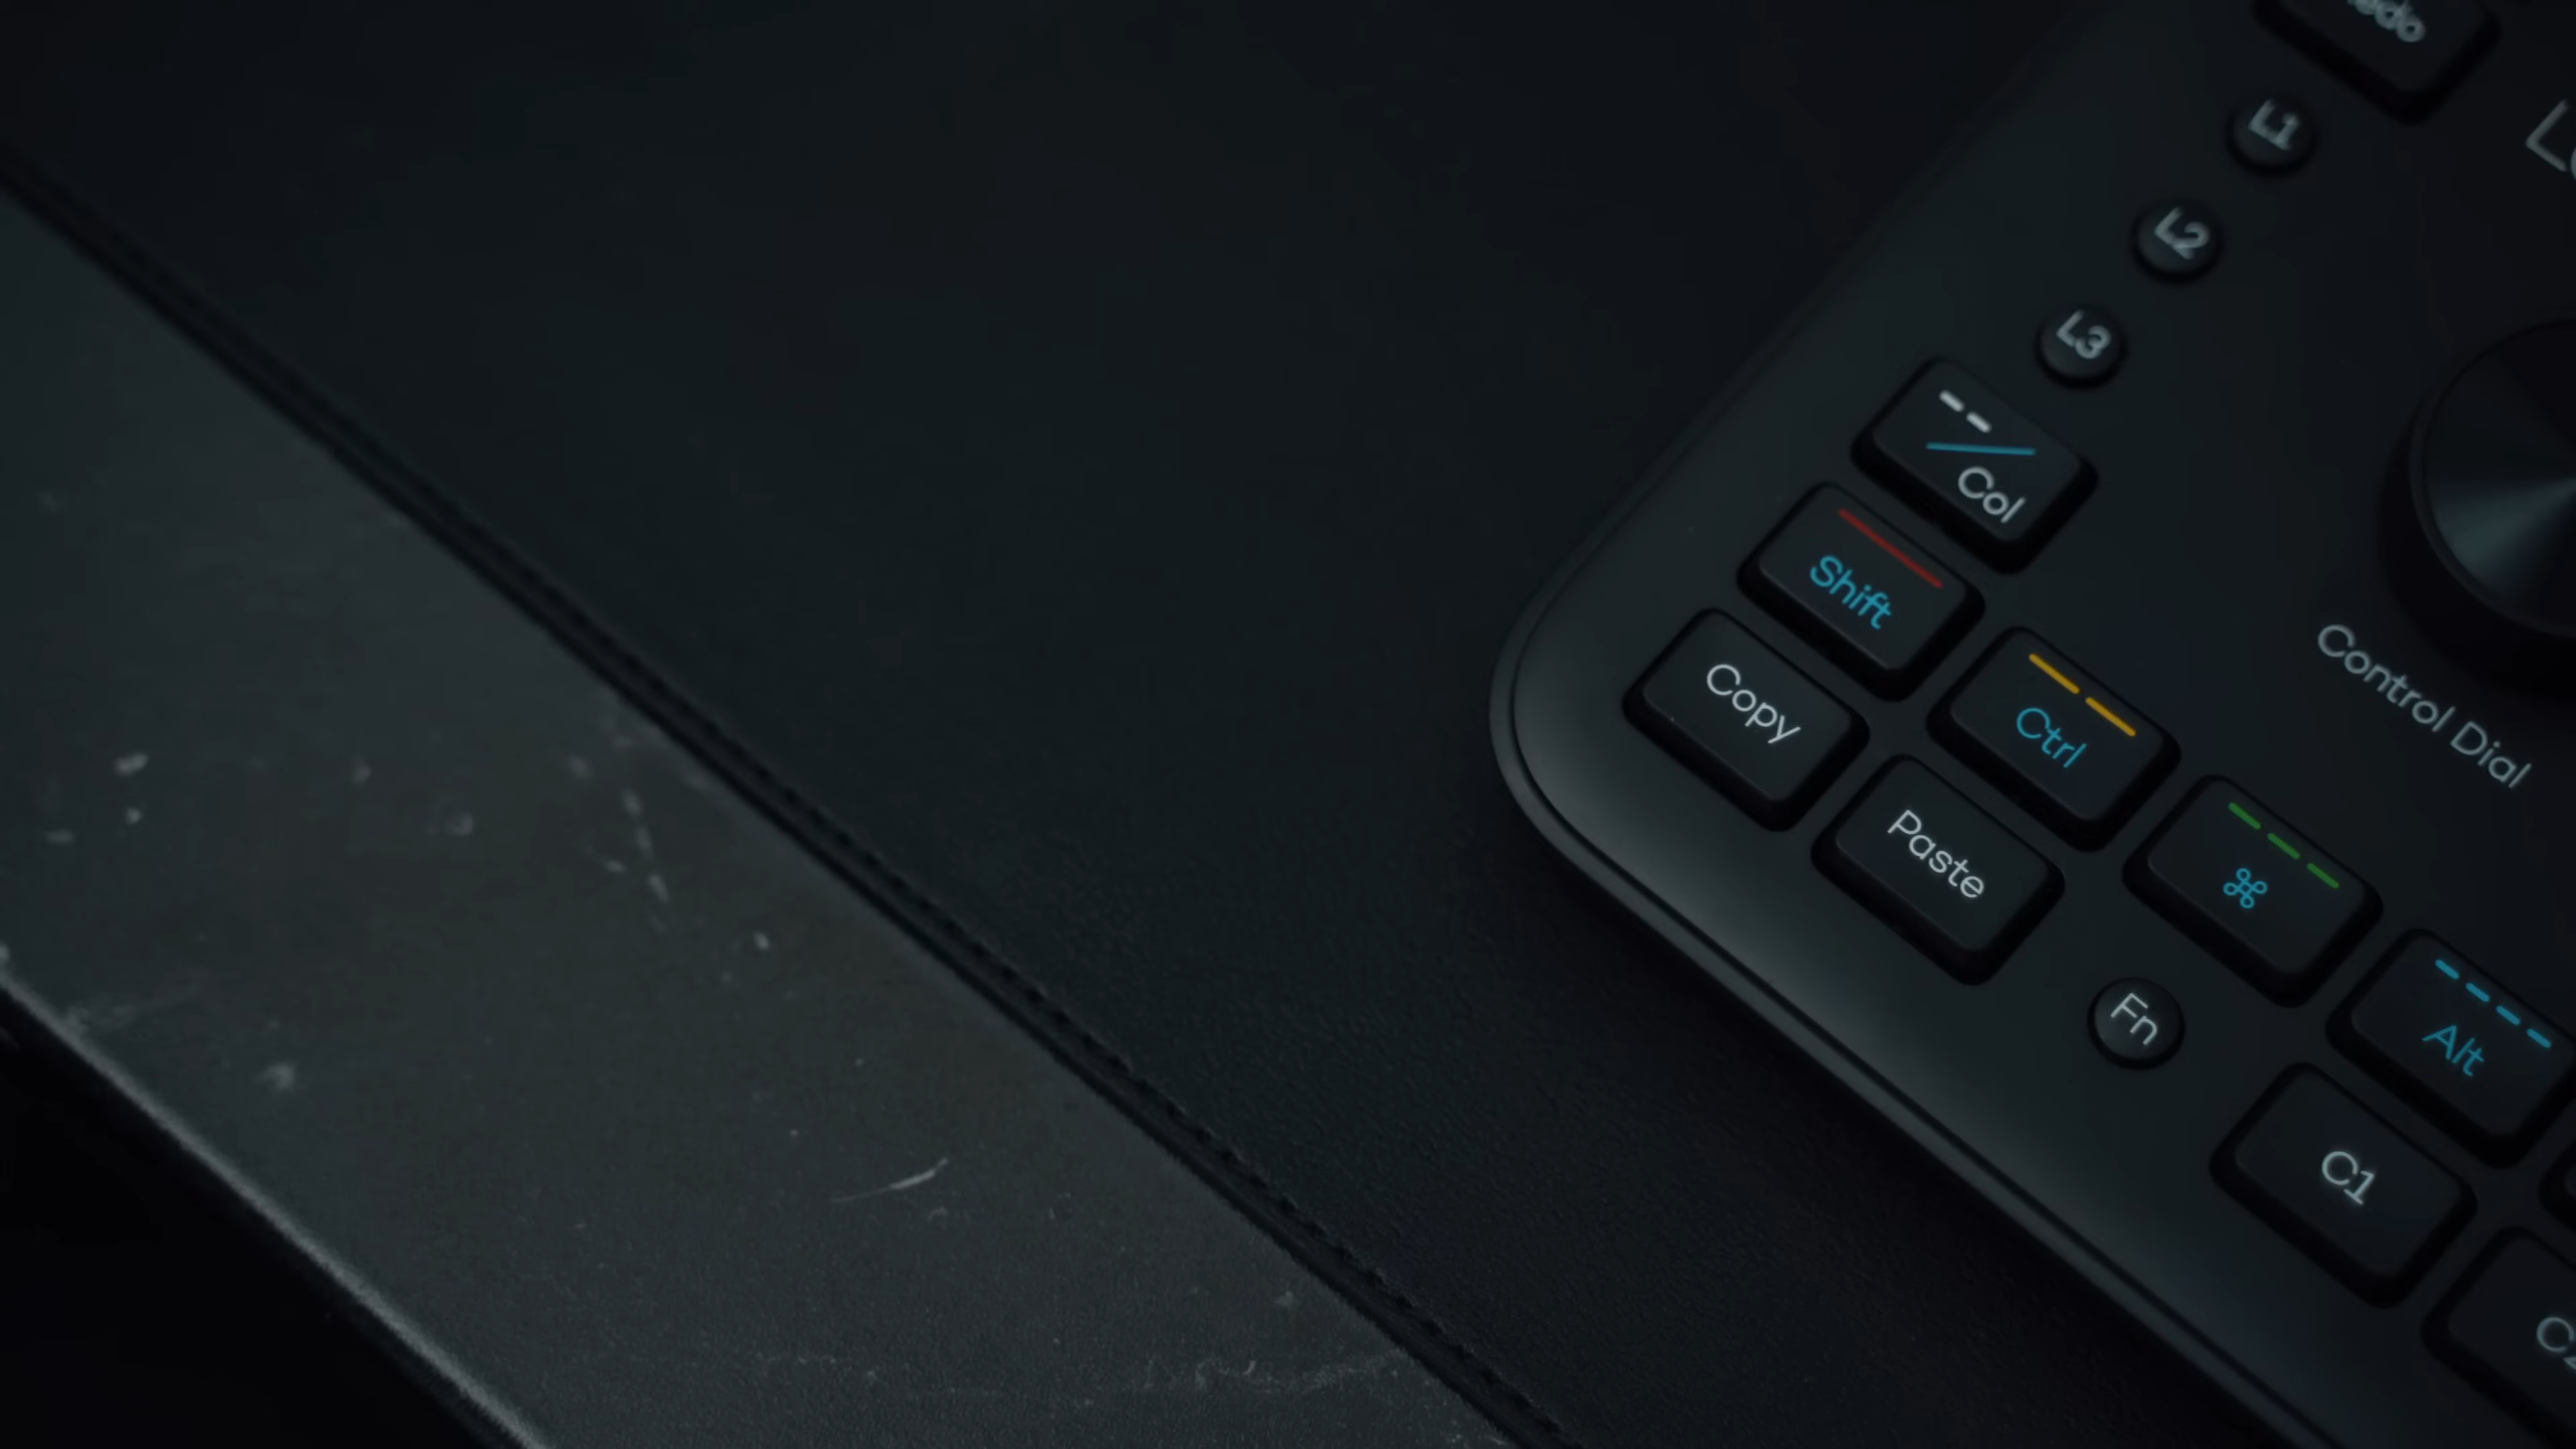 L1
L2
L3
Col
Shift
Copy
Ctrl
Control Dial
Paste
⌘
Alt
Fn
C1